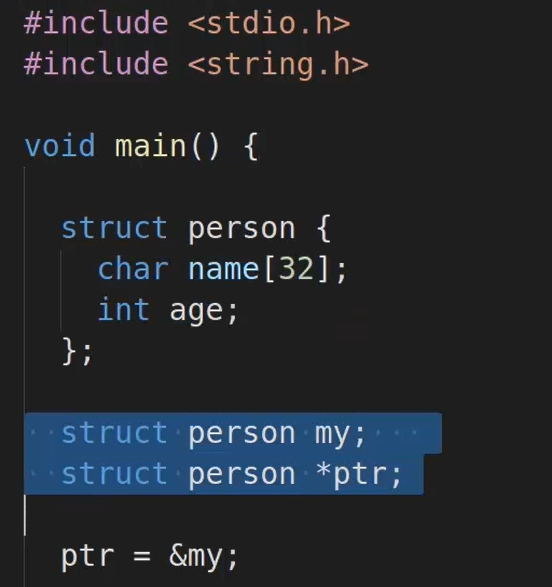 #include <stdio.h>
#include <string.h>
void main() {
struct person {
char name[32];
int age;
};
struct person my;
struct person *ptr;
ptr = &my;